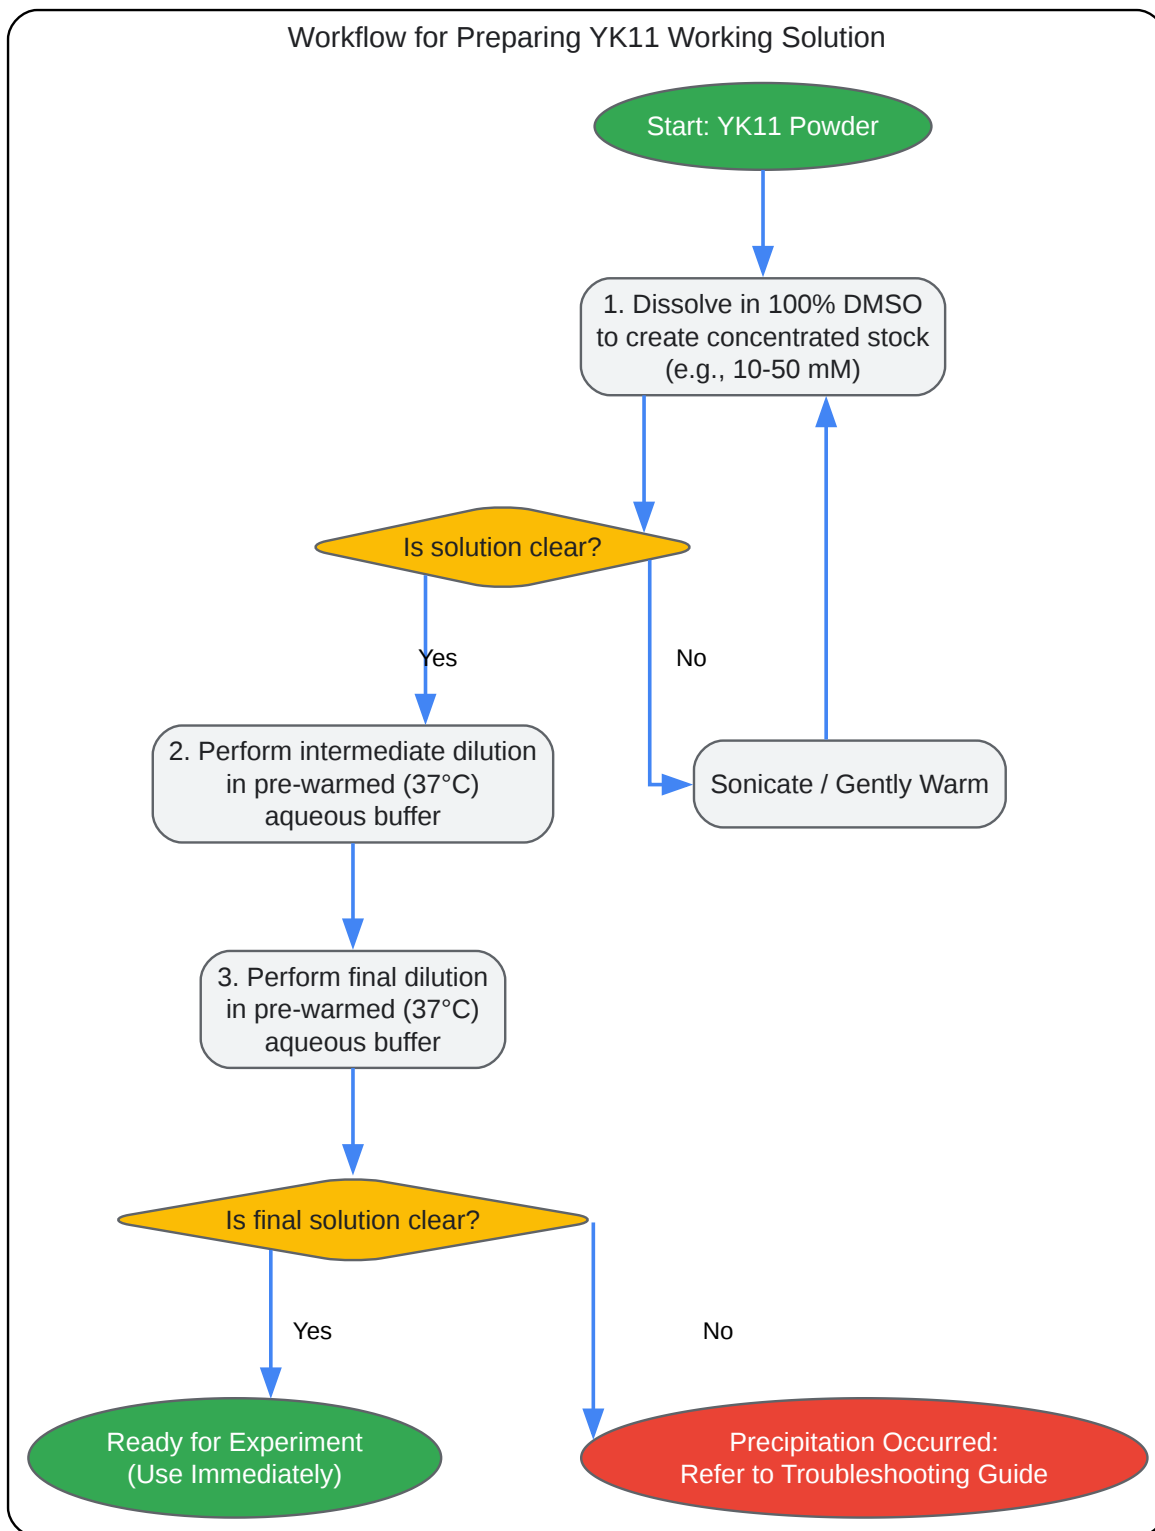 Workflow for Preparing YK11 Working Solution
Start: YK11 Powder
1. Dissolve in 100% DMSO
to create concentrated stock
(e.g., 10-50 mM)
Is solution clear?
Yes
No
2. Perform intermediate dilution
in pre-warmed (37°C)
aqueous buffer
Sonicate / Gently Warm
3. Perform final dilution
in pre-warmed (37°C)
aqueous buffer
Is final solution clear?
Yes
No
Ready for Experiment
(Use Immediately)
Precipitation Occurred:
Refer to Troubleshooting Guide